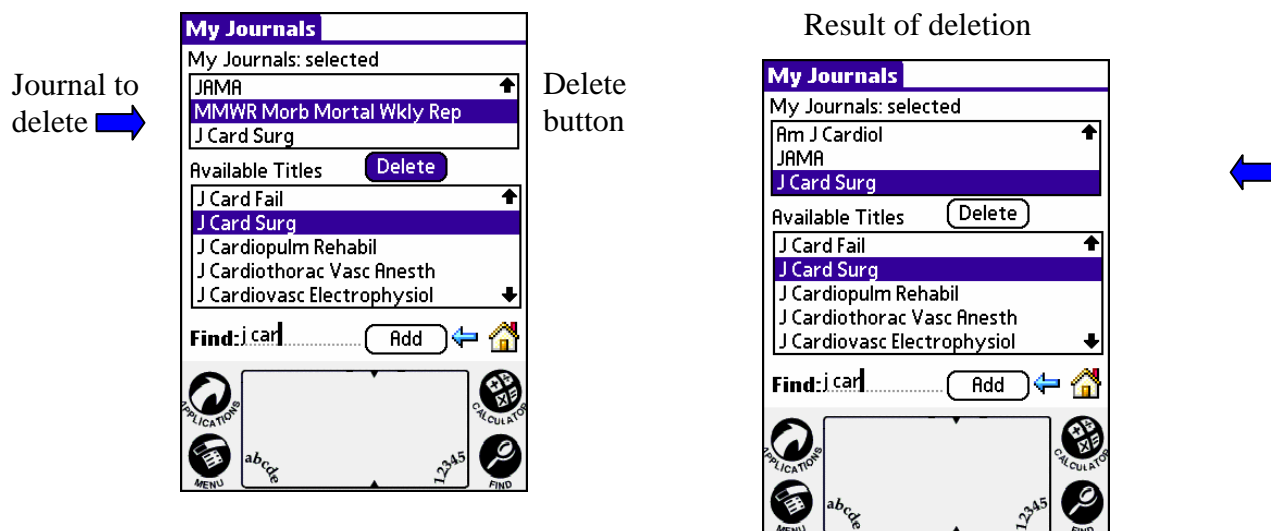 Journal to
delete
My Journals
My Journals: selected
JAMA
MMWR Morb Mortal Wkly Rep
J Card Surg
Available Titles
Delete
J Card Fail
J Card Surg
J Cardiopulm Rehabil
J Cardiothorac Vasc Anesth
J Cardiovasc Electrophysiol
Find: j car
Add
APPLICATIONS
CALCULATOR
MENU
abcde
12345
FIND
Delete
button
Result of deletion
My Journals
My Journals: selected
Am J Cardiol
JAMA
J Card Surg
Available Titles
Delete
J Card Fail
J Card Surg
J Cardiopulm Rehabil
J Cardiothorac Vasc Anesth
J Cardiovasc Electrophysiol
Find: j car
Add
APPLICATIONS
CALCULATOR
MENU
abcde
12345
FIND